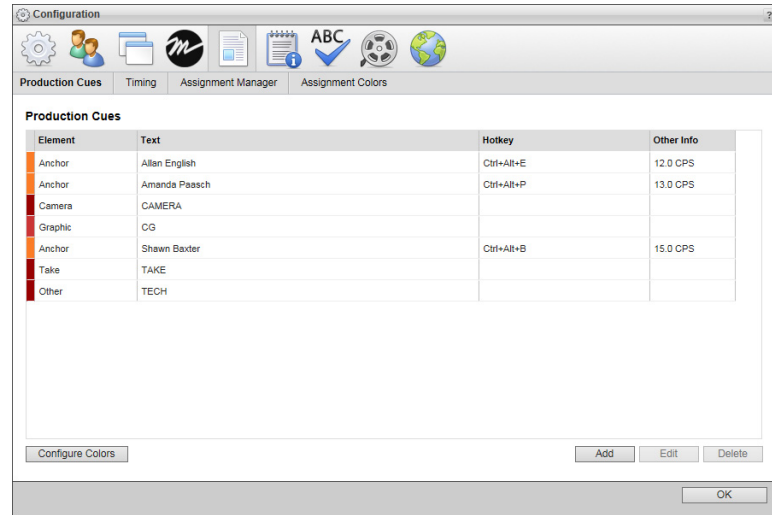 Configuration ?
ABC
Production Cues Timing Assignment Manager Assignment Colors
Production Cues
Element Text Hotkey Other Info
Anchor Allan English Ctrl+Alt+E 12.0 CPS
Anchor Amanda Paasch Ctrl+Alt+P 13.0 CPS
Camera CAMERA
Graphic CG
Anchor Shawn Baxter Ctrl+Alt+B 15.0 CPS
Take TAKE
Other TECH
Configure Colors Add Edit Delete
OK